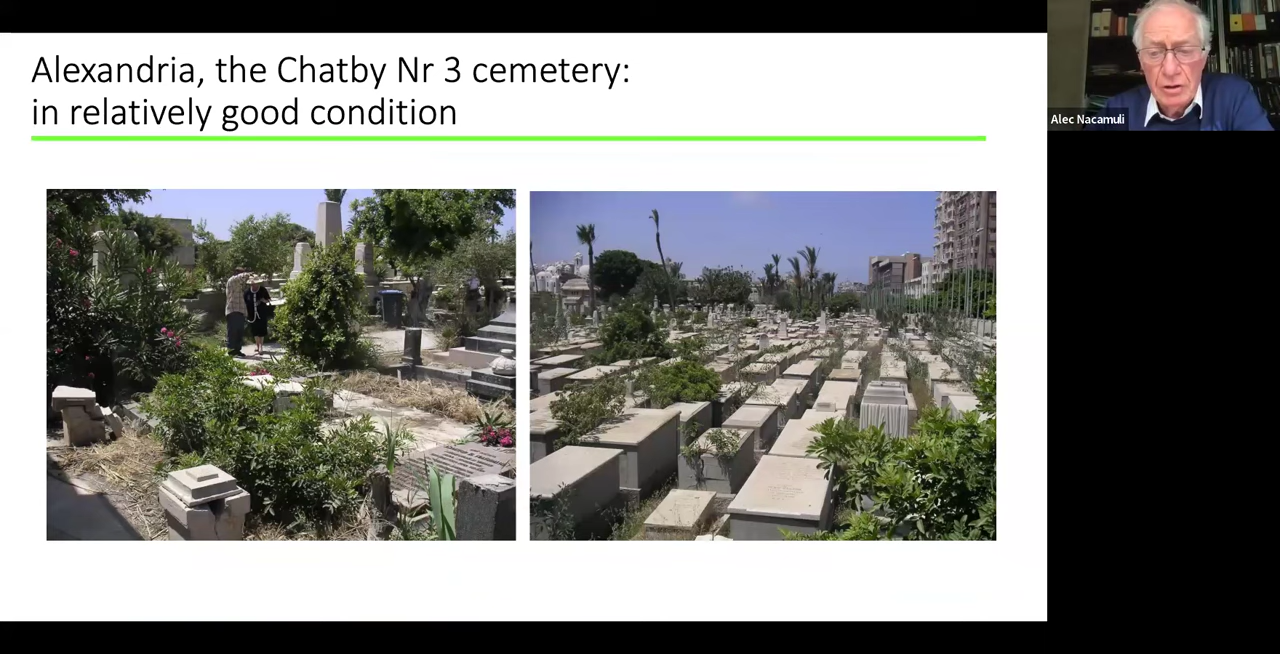 Alexandria, the Chatby Nr 3 cemetery:
in relatively good condition
Alec Nacamuli